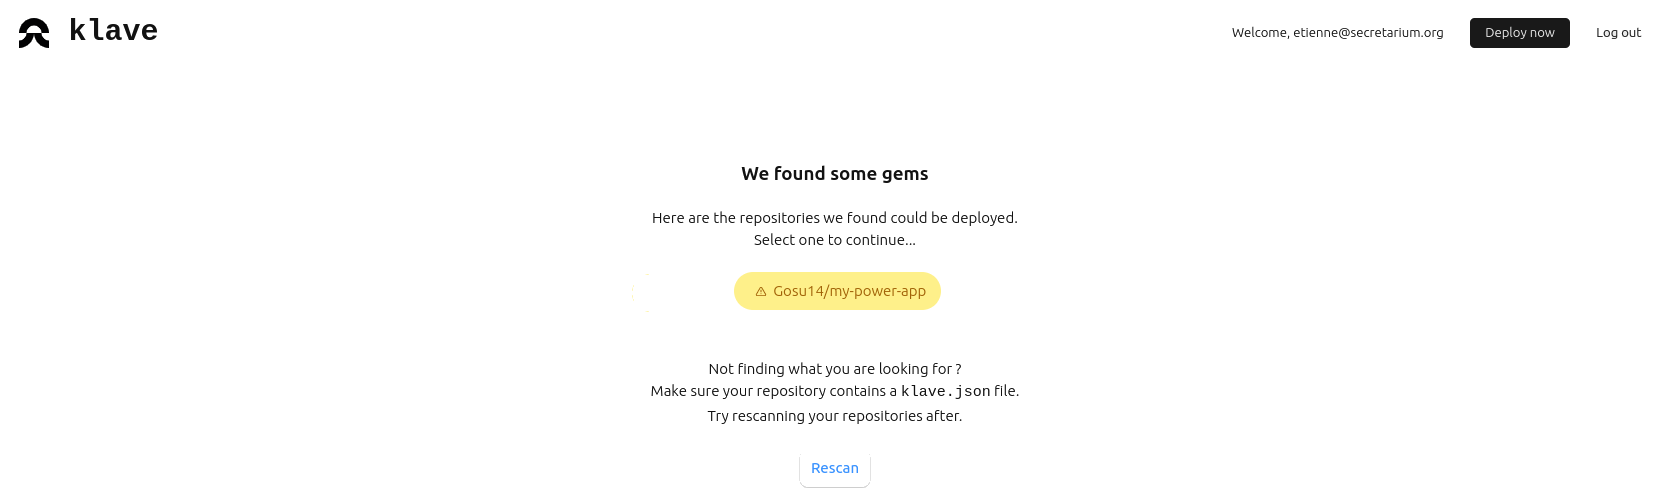 klave
Welcome, etienne@secretarium.org
Deploy now
Log out
We found some gems
Here are the repositories we found could be deployed.
Select one to continue...
Gosu14/my-power-app
Not finding what you are looking for ?
Make sure your repository contains a klave.json file.
Try rescanning your repositories after.
Rescan